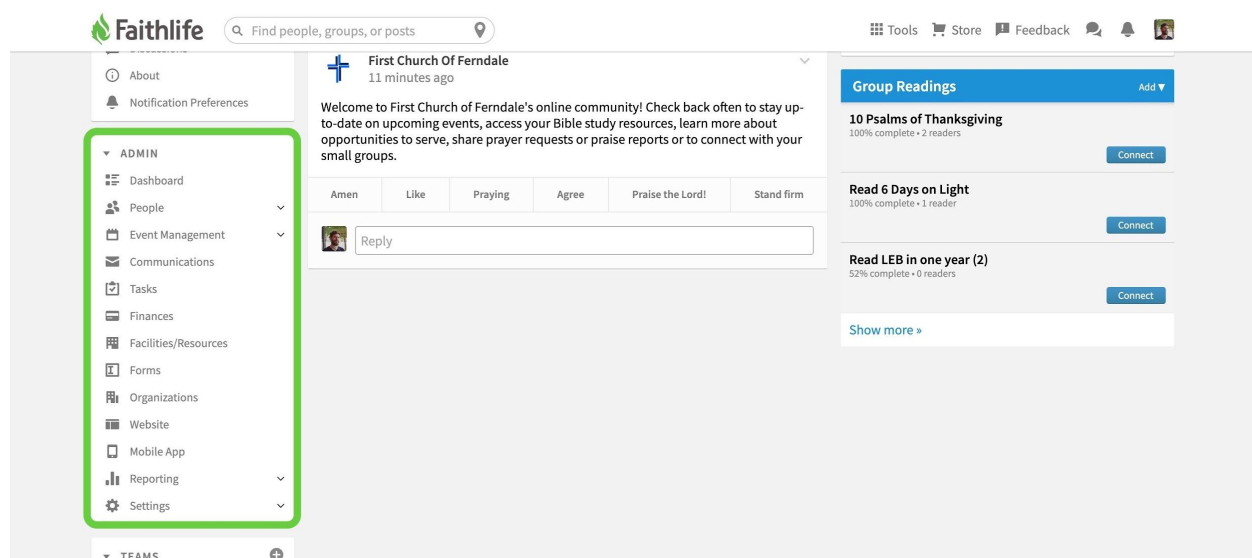 Faithlife
Find people, groups, or posts
Tools
Store
Feedback
About
Notification Preferences
ADMIN
Dashboard
People
Event Management
Communications
Tasks
Finances
Facilities/Resources
Forms
Organizations
Website
Mobile App
Reporting
Settings
TEAMS
First Church Of Ferndale
11 minutes ago
Welcome to First Church of Ferndale's online community! Check back often to stay up-
to-date on upcoming events, access your Bible study resources, learn more about
opportunities to serve, share prayer requests or praise reports or to connect with your
small groups.
Amen Like Praying Agree Praise the Lord! Stand firm
Reply
Group Readings Add ▼
10 Psalms of Thanksgiving
100% complete • 2 readers
Connect
Read 6 Days on Light
100% complete • 1 reader
Connect
Read LEB in one year (2)
52% complete • 0 readers
Connect
Show more »